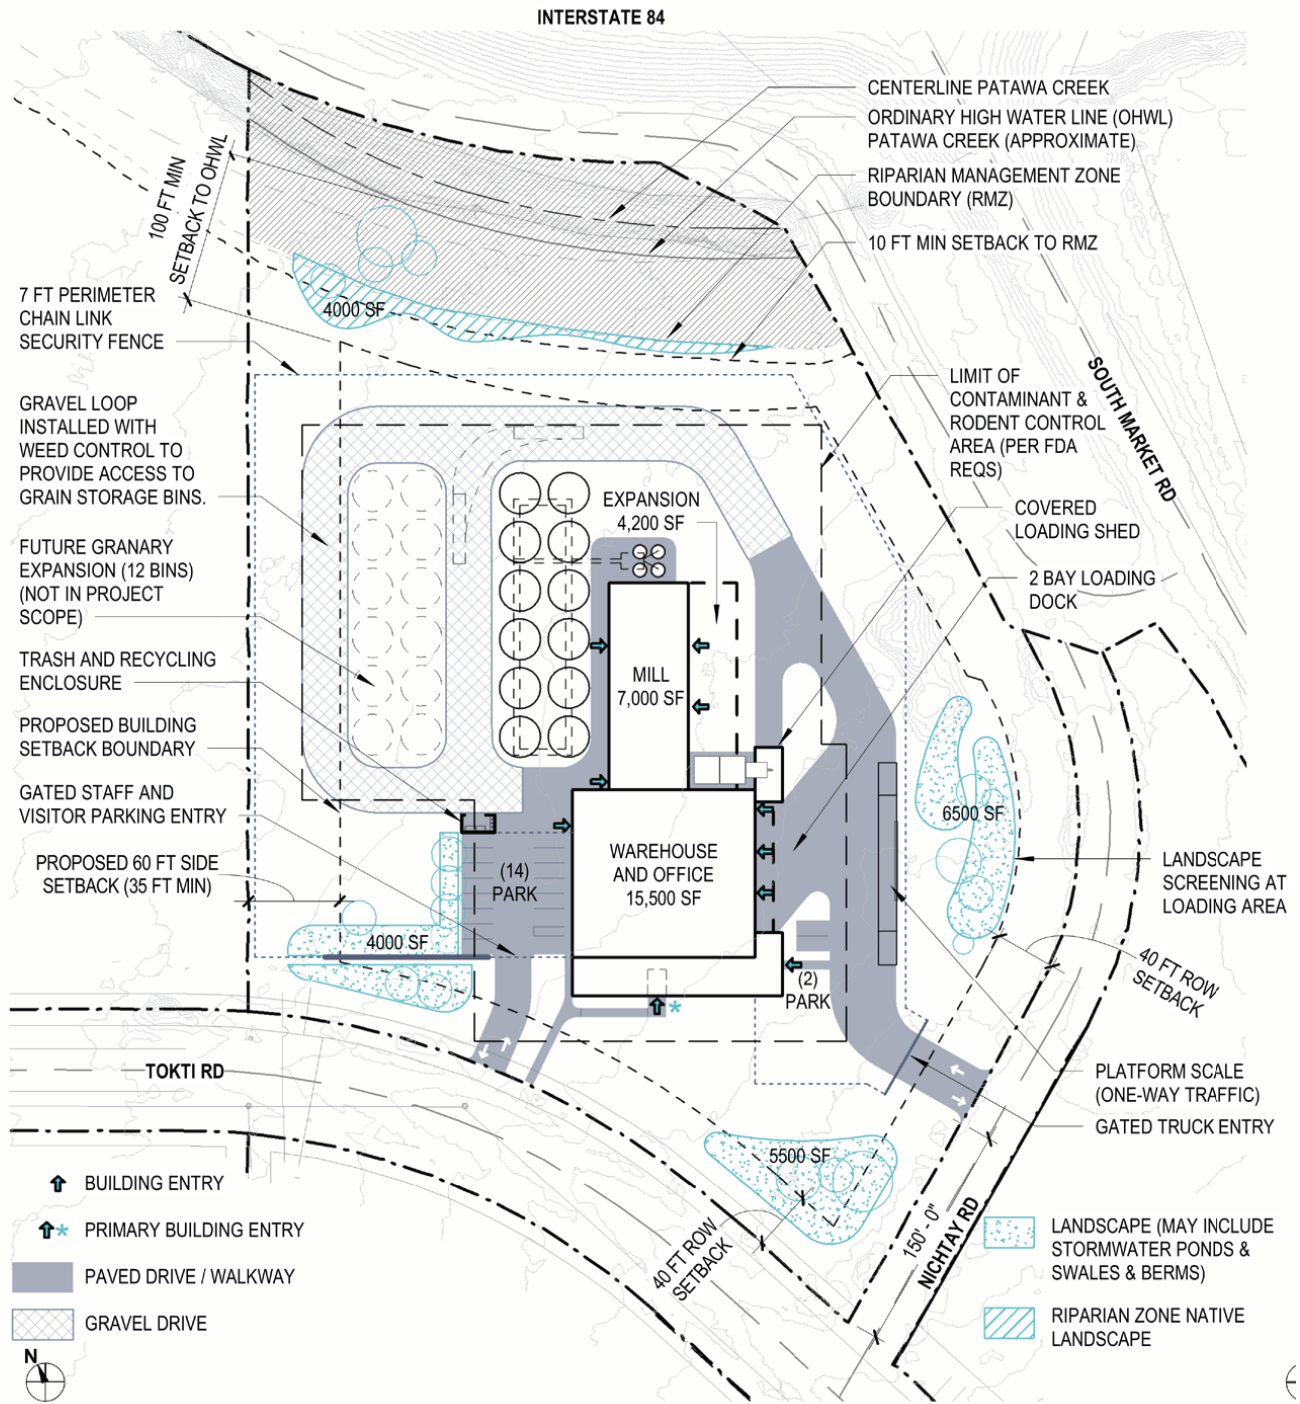 INTERSTATE 84
CENTERLINE PATAWA CREEK
ORDINARY HIGH WATER LINE (OHWL)
PATAWA CREEK (APPROXIMATE)
RIPARIAN MANAGEMENT ZONE
BOUNDARY (RMZ)
10 FT MIN SETBACK TO RMZ
100 FT MIN
SETBACK TO OHWL
7 FT PERIMETER
CHAIN LINK
SECURITY FENCE
4000 SF
GRAVEL LOOP
INSTALLED WITH
WEED CONTROL TO
PROVIDE ACCESS TO
GRAIN STORAGE BINS.
LIMIT OF
CONTAMINANT &
RODENT CONTROL
AREA (PER FDA
REQS)
SOUTH MARKET RD
EXPANSION
4,200 SF
COVERED
LOADING SHED
FUTURE GRANARY
EXPANSION (12 BINS)
(NOT IN PROJECT
SCOPE)
2 BAY LOADING
DOCK
TRASH AND RECYCLING
ENCLOSURE
MILL
7,000 SF
PROPOSED BUILDING
SETBACK BOUNDARY
GATED STAFF AND
VISITOR PARKING ENTRY
6500 SF
PROPOSED 60 FT SIDE
SETBACK (35 FT MIN)
(14)
PARK
WAREHOUSE
AND OFFICE
15,500 SF
LANDSCAPE
SCREENING AT
LOADING AREA
4000 SF
40 FT ROW
SETBACK
(2)
PARK
*
TOKTI RD
PLATFORM SCALE
(ONE-WAY TRAFFIC)
GATED TRUCK ENTRY
5500 SF
40 FT ROW
SETBACK
150' - 0"
NICHTAY RD
BUILDING ENTRY
* PRIMARY BUILDING ENTRY
PAVED DRIVE / WALKWAY
GRAVEL DRIVE
N
LANDSCAPE (MAY INCLUDE
STORMWATER PONDS &
SWALES & BERMS)
RIPARIAN ZONE NATIVE
LANDSCAPE